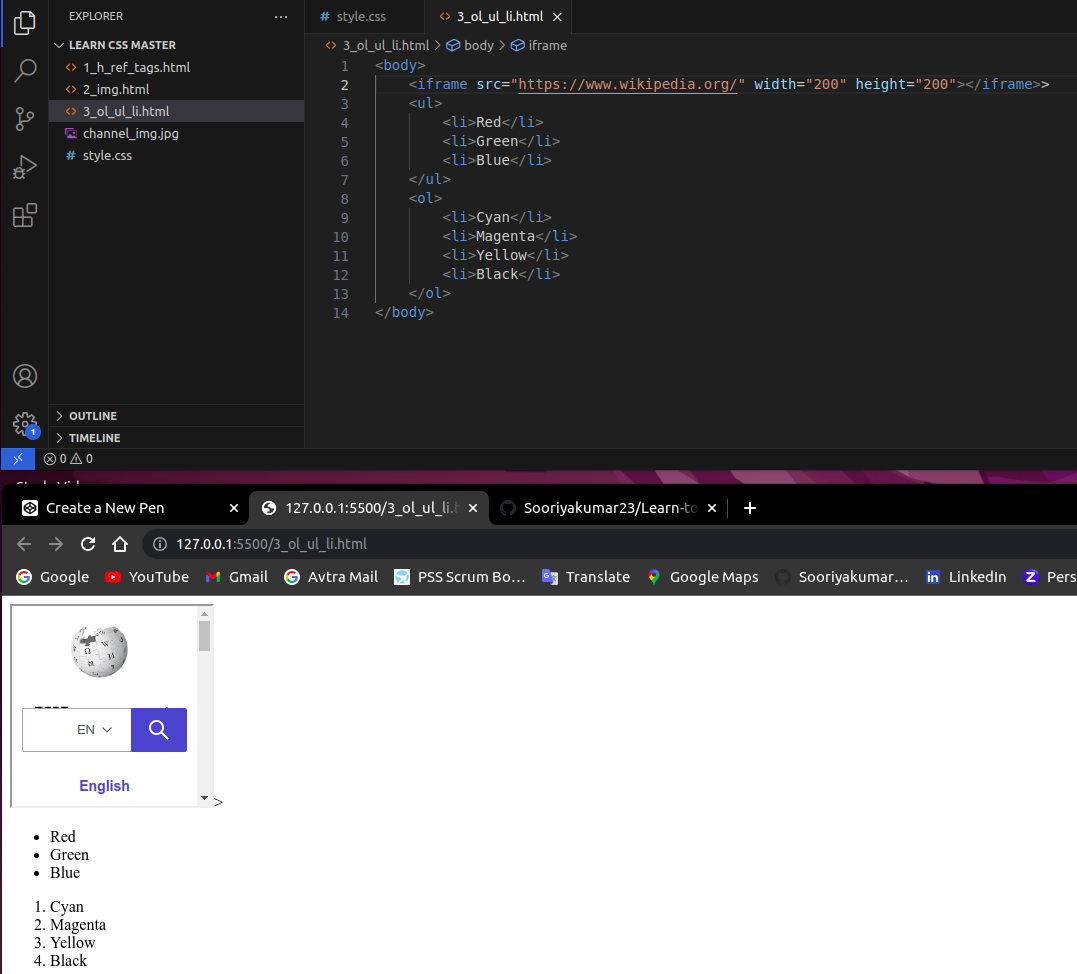 EXPLORER ... # style.css <> 3_ol_ul_li.html ×
LEARN CSS MASTER
<> 3_ol_ul_li.html > body > iframe
<> 1_h_ref_tags.html
<> 2_img.html
<> 3_ol_ul_li.html
channel_img.jpg
# style.css
1 <body>
2 <iframe src="https://www.wikipedia.org/" width="200" height="200"></iframe>>
3 <ul>
4 <li>Red</li>
5 <li>Green</li>
6 <li>Blue</li>
7 </ul>
8 <ol>
9 <li>Cyan</li>
10 <li>Magenta</li>
11 <li>Yellow</li>
12 <li>Black</li>
13 </ol>
14 </body>
> OUTLINE
1
> TIMELINE
0 0
Create a New Pen × 127.0.0.1:5500/3_ol_ul_li.h × Sooriyakumar23/Learn-to × +
127.0.0.1:5500/3_ol_ul_li.html
Google YouTube Gmail Avtra Mail PSS Scrum Bo... Translate Google Maps Sooriyakumar... LinkedIn Pers
EN
English
>
• Red
• Green
• Blue
1. Cyan
2. Magenta
3. Yellow
4. Black